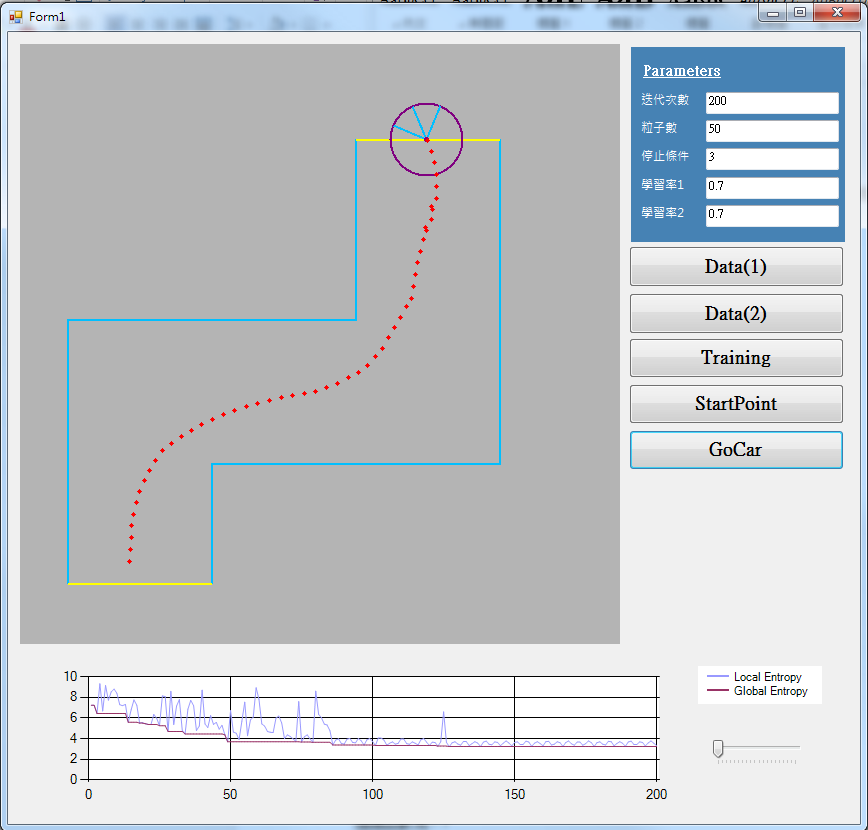 Form1
Parameters
迭代次數 200
粒子數 50
停止條件 3
學習率1 0.7
學習率2 0.7
Data(1)
Data(2)
Training
StartPoint
GoCar
10
8
6
4
2
0
0 50 100 150 200
Local Entropy
Global Entropy